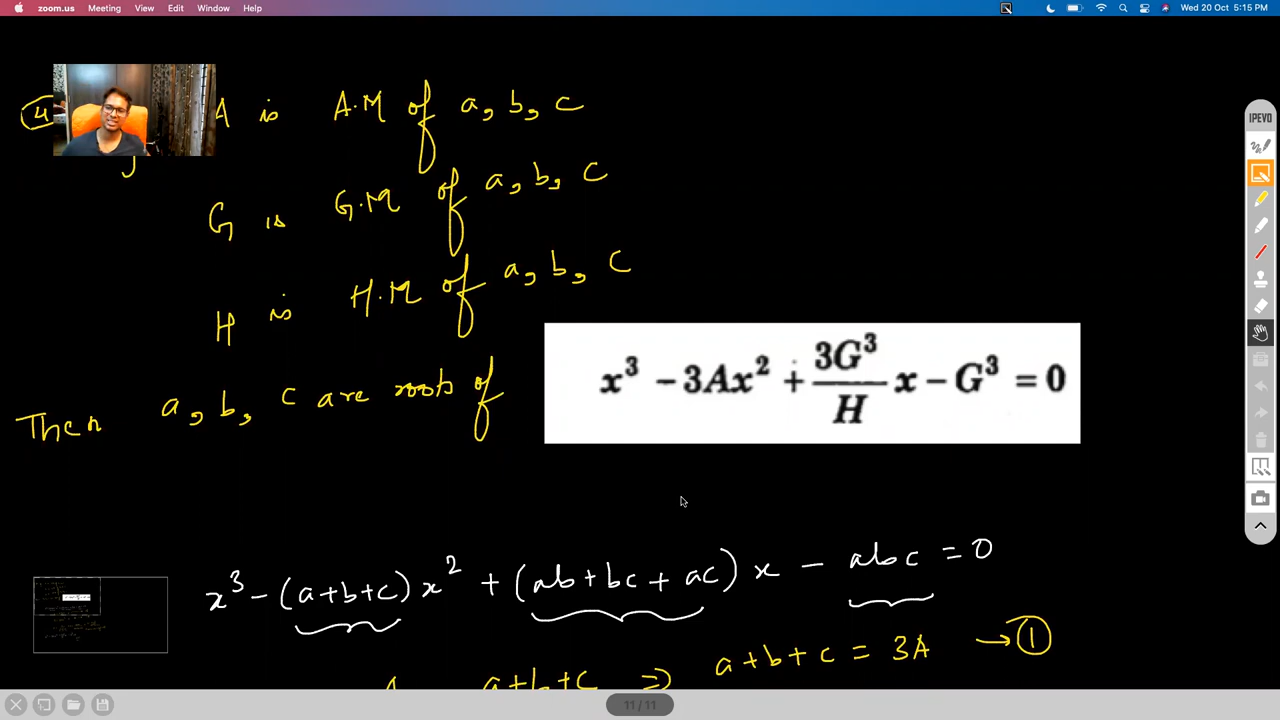 zoom.us Meeting View Edit Window Help Wed 20 Oct 5:15 PM
④ A is A.M of a, b, c
G is G.M of a, b, c
H is H.M of a, b, c
Then a, b, c are roots of
x³ - 3Ax² + 3G³/H x - G³ = 0
x³ - (a+b+c) x² + (ab+bc+ac) x - abc = 0
a+b+c ⇒ a+b+c = 3A → ①
11/11
IPEVO